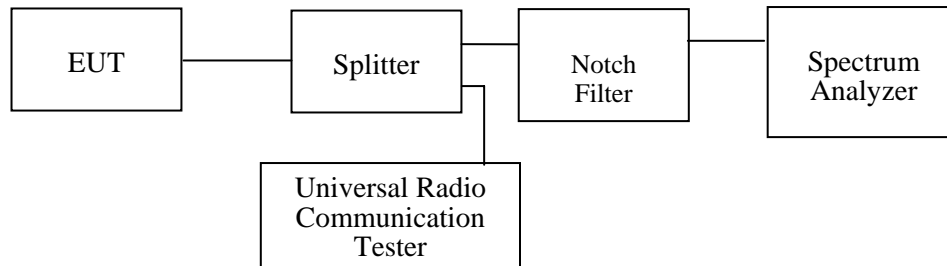 EUT
Splitter
Notch
Filter
Spectrum
Analyzer
Universal Radio
Communication
Tester